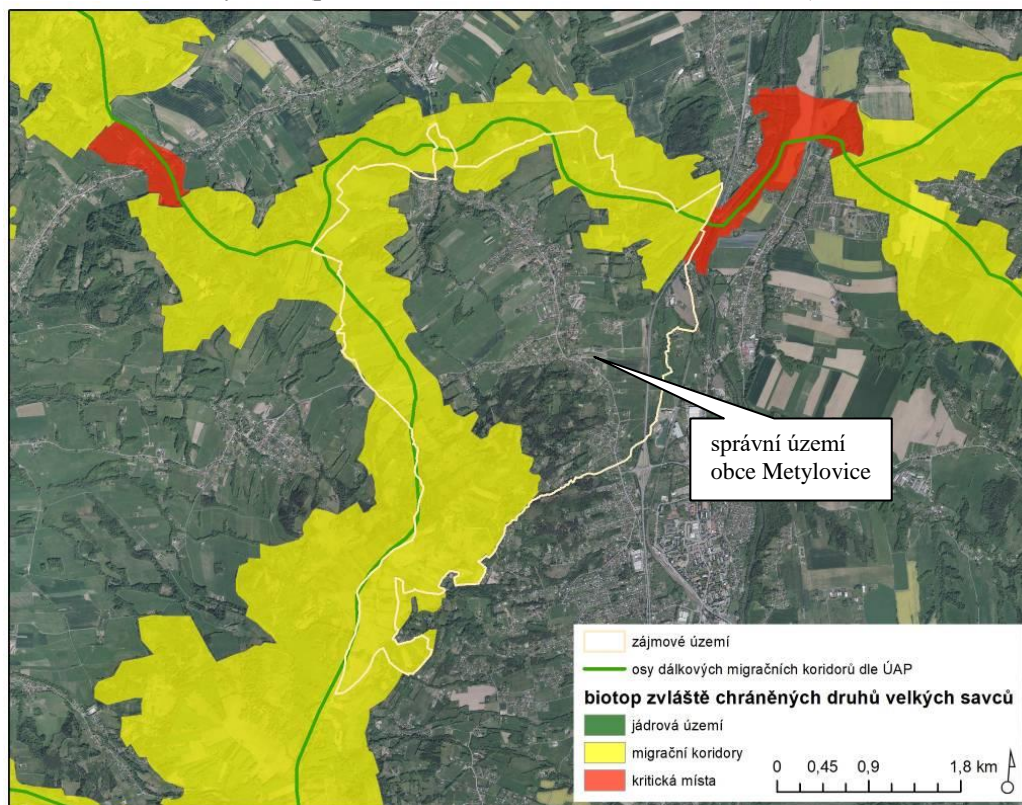 správní území
obce Metylovice
zájmové území
osy dálkových migračních koridorů dle ÚAP
biotop zvláště chráněných druhů velkých savců
jádrová území
migrační koridory
kritická místa
0 0,45 0,9 1,8 km